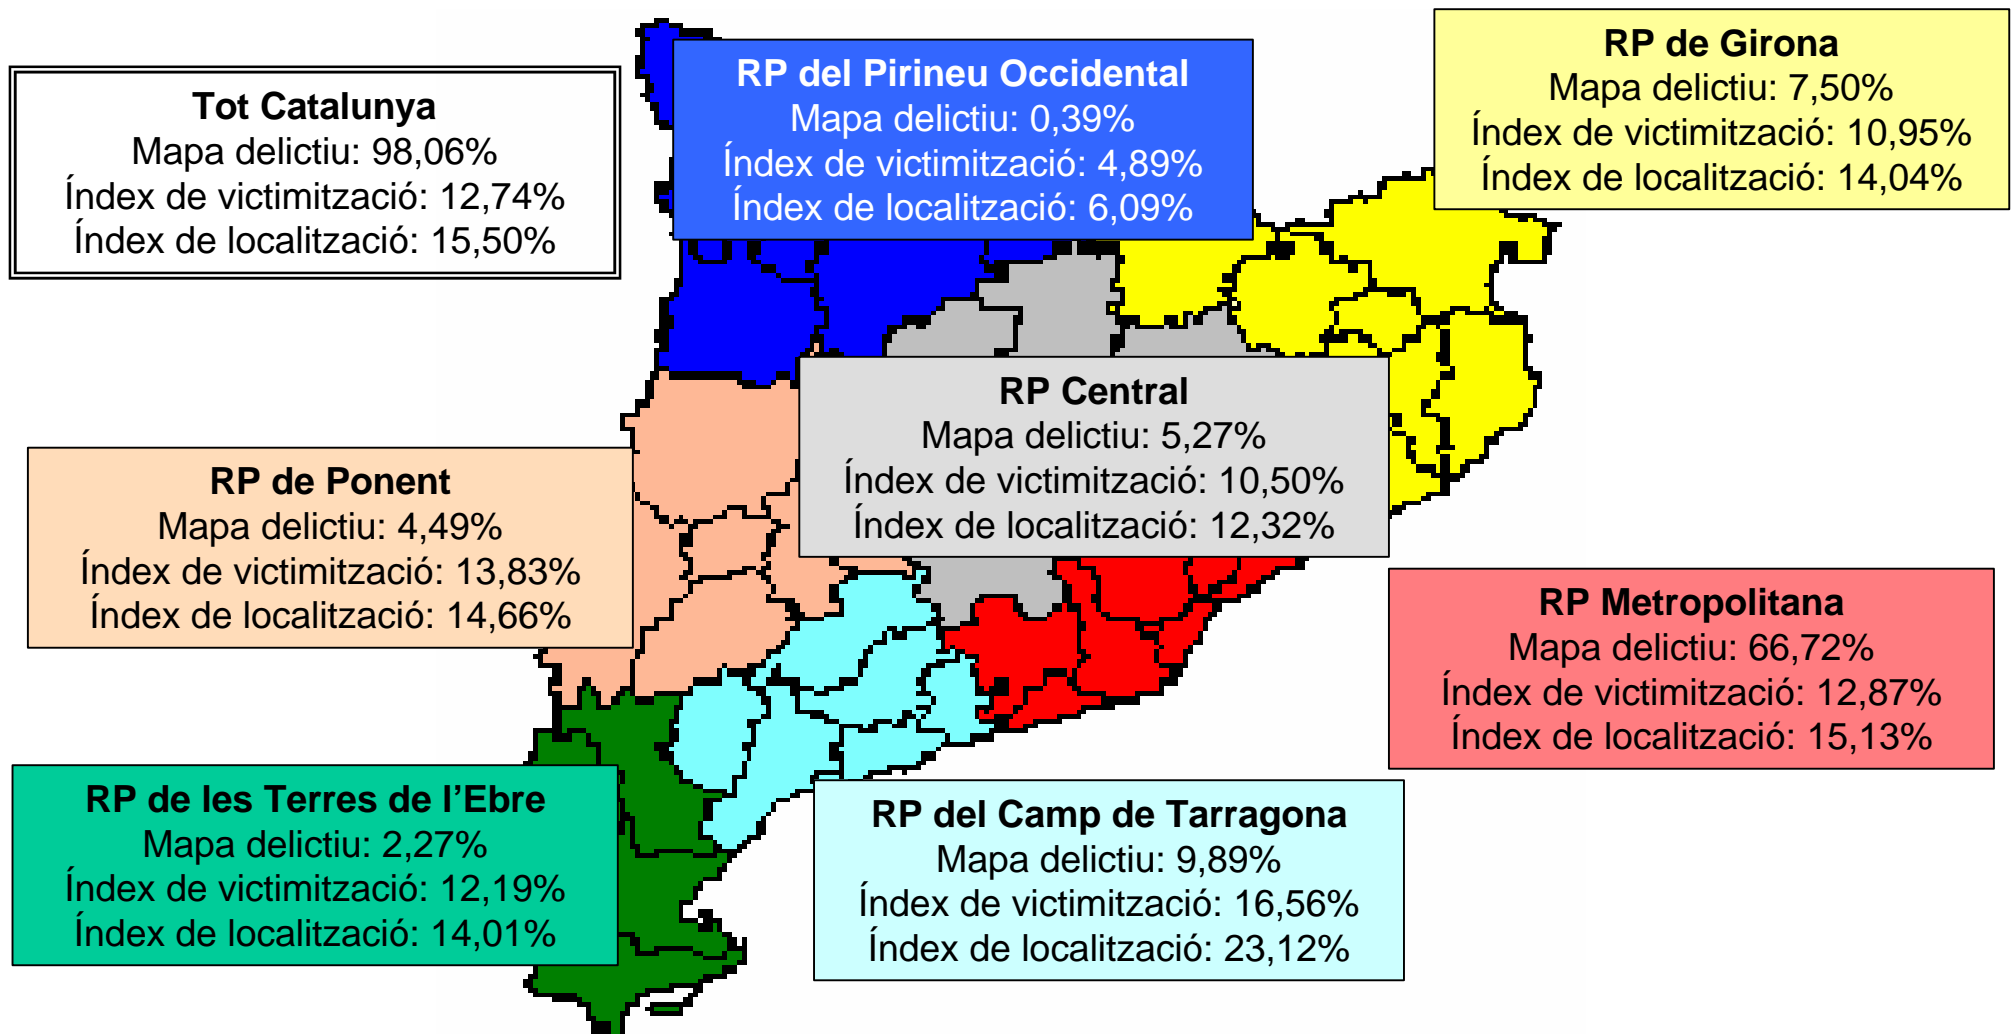 Tot Catalunya
Mapa delictiu: 98,06%
Índex de victimització: 12,74%
Índex de localització: 15,50%
RP del Pirineu Occidental
Mapa delictiu: 0,39%
Índex de victimització: 4,89%
Índex de localització: 6,09%
RP de Girona
Mapa delictiu: 7,50%
Índex de victimització: 10,95%
Índex de localització: 14,04%
RP Central
Mapa delictiu: 5,27%
Índex de victimització: 10,50%
Índex de localització: 12,32%
RP de Ponent
Mapa delictiu: 4,49%
Índex de victimització: 13,83%
Índex de localització: 14,66%
RP Metropolitana
Mapa delictiu: 66,72%
Índex de victimització: 12,87%
Índex de localització: 15,13%
RP de les Terres de l’Ebre
Mapa delictiu: 2,27%
Índex de victimització: 12,19%
Índex de localització: 14,01%
RP del Camp de Tarragona
Mapa delictiu: 9,89%
Índex de victimització: 16,56%
Índex de localització: 23,12%